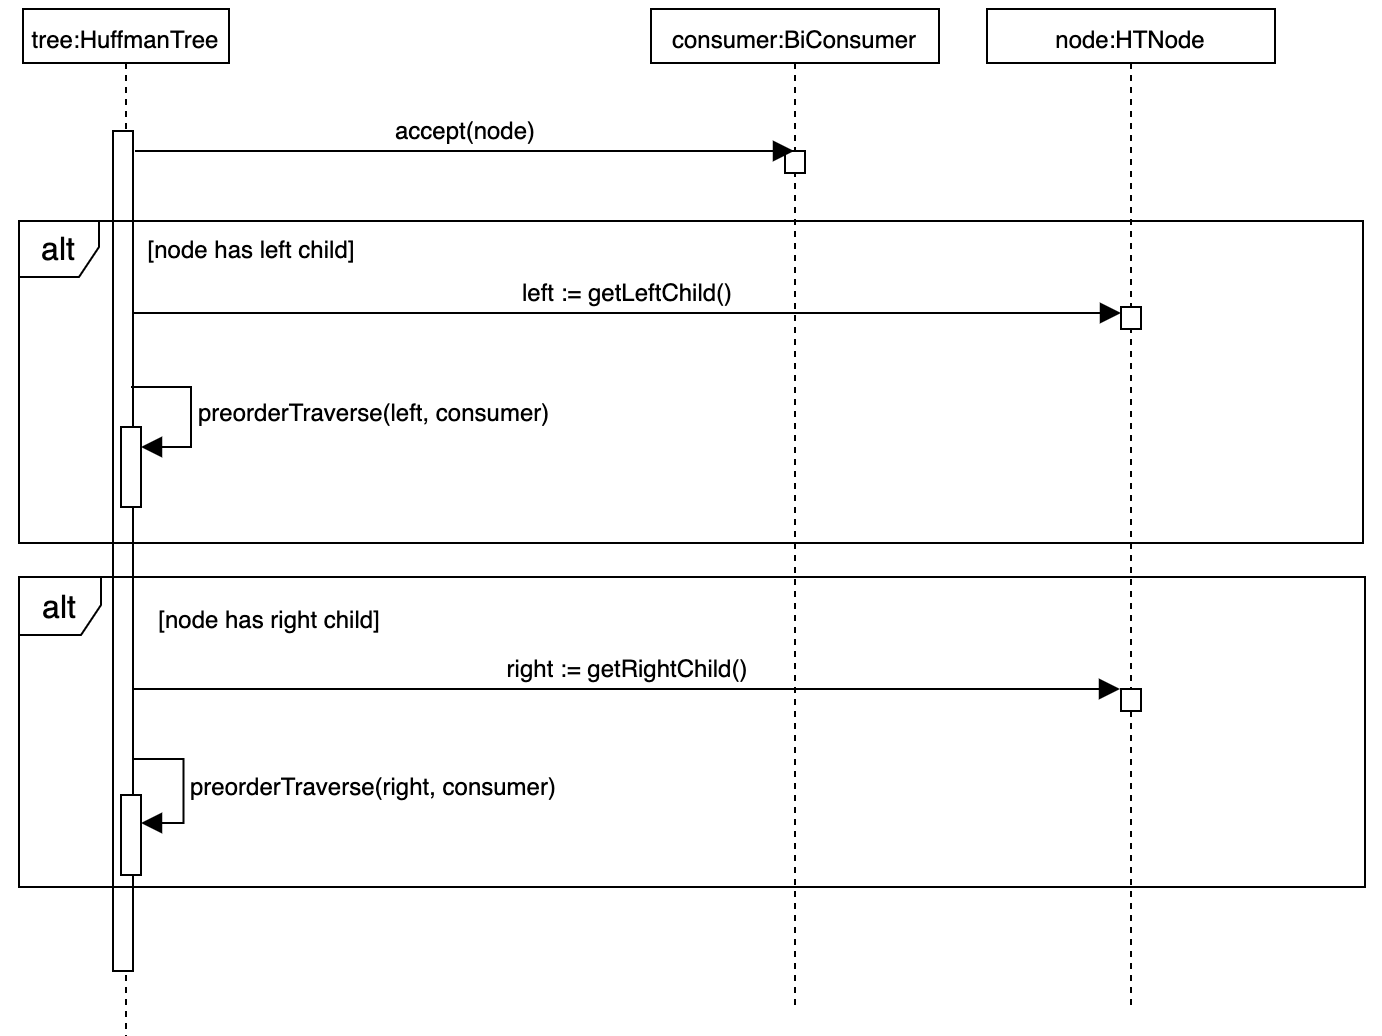 tree:HuffmanTree
consumer:BiConsumer
node:HTNode
accept(node)
alt
[node has left child]
left := getLeftChild()
preorderTraverse(left, consumer)
alt
[node has right child]
right := getRightChild()
preorderTraverse(right, consumer)